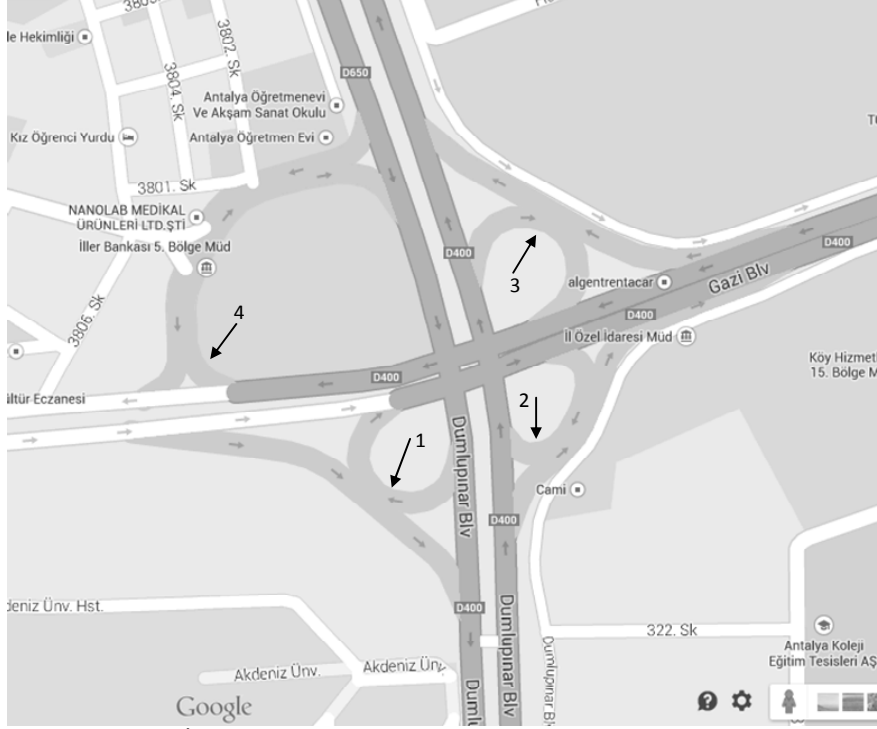 3802. Sk
le Hekimliği
3804. Sk
D650
D400
Antalya Öğretmenevi
Ve Akşam Sanat Okulu
Kız Öğrenci Yurdu
Antalya Öğretmen Evi
3801. Sk
NANOLAB MEDİKAL
ÜRÜNLERİ LTD.ŞTİ
İller Bankası 5. Bölge Müd
D400
D400
3
algentrentacar
Gazi Blv
3806. Sk
4
D400
İl Özel İdaresi Müd
D400
Köy Hizmetl
15. Bölge M
ültür Eczanesi
2
1
Dumlupınar Blv
Cami
D400
deniz Ünv. Hst.
D400
Dumlupınar Blv
322. Sk
Antalya Koleji
Eğitim Tesisleri AŞ
Akdeniz Ünv.
Akdeniz Ünv.
Dumlupınar Bl
Dumlu
Google